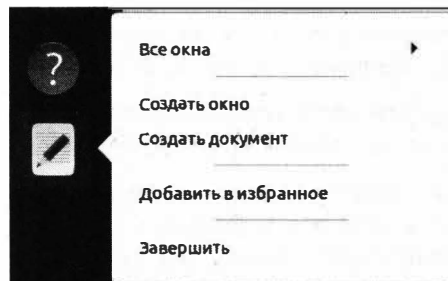 ?
Все окна
Создать окно
Создать документ
Добавить в избранное
Завершить